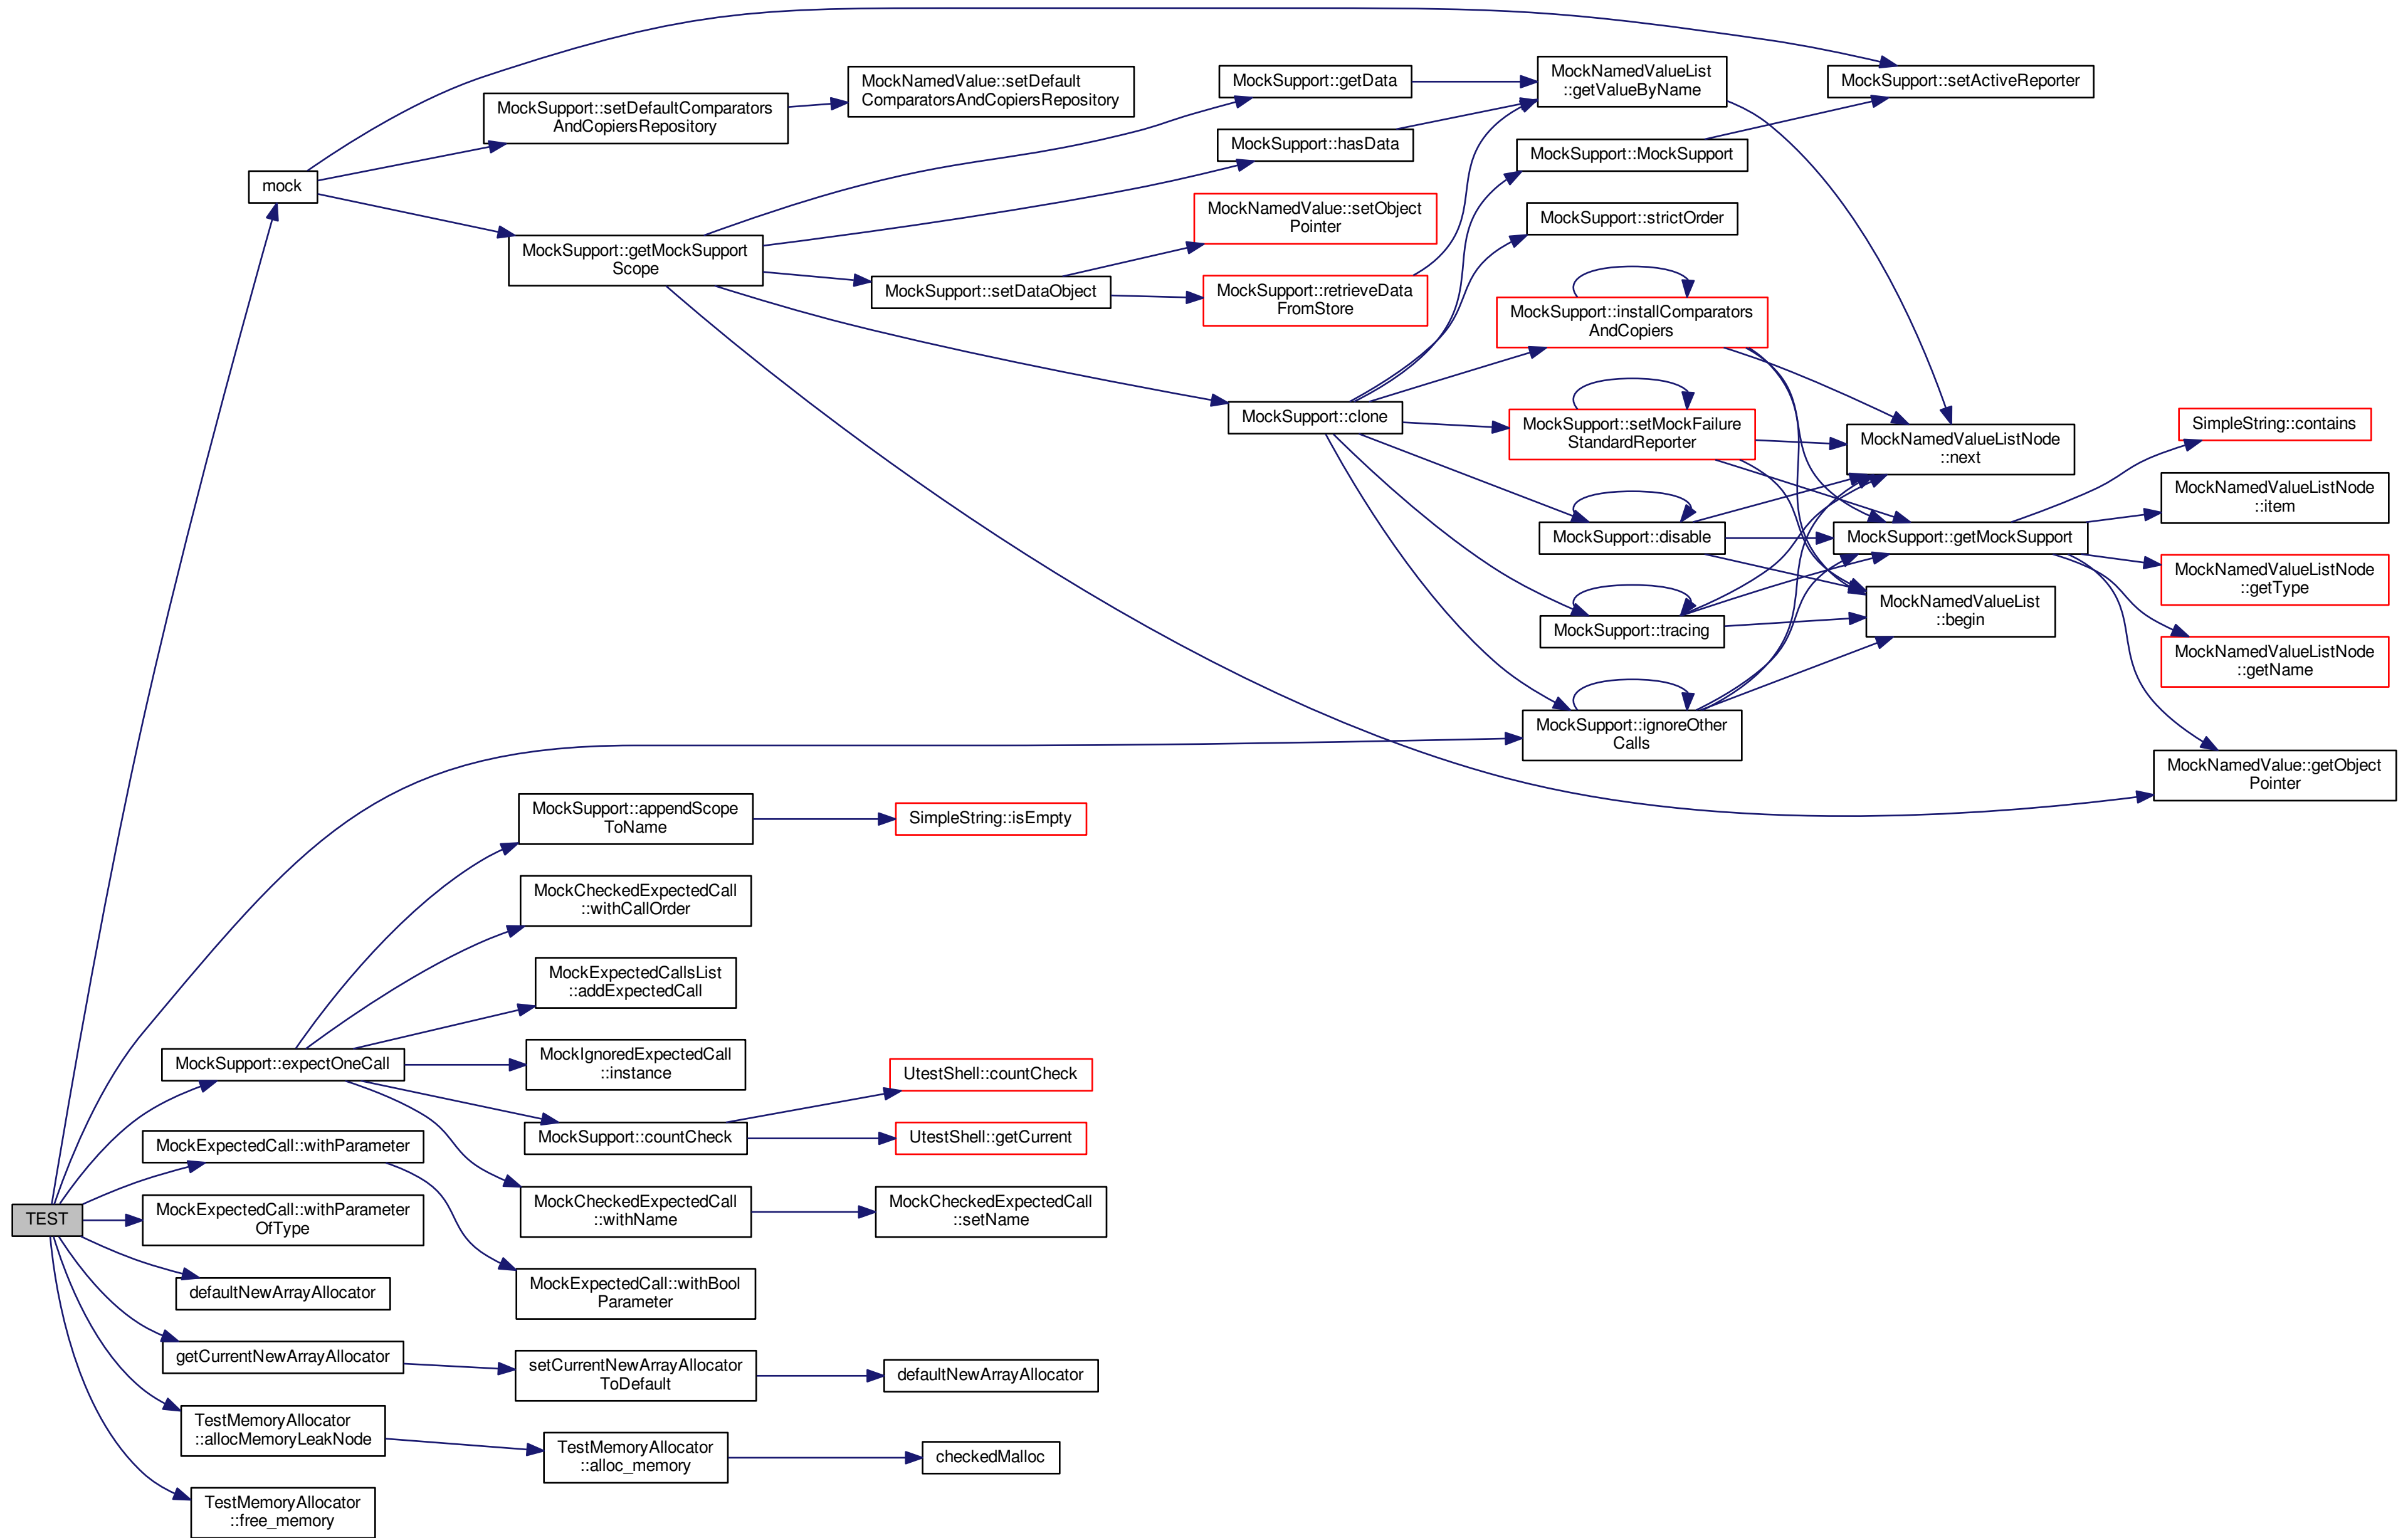 TEST
mock
MockSupport::expectOneCall
MockExpectedCall::withParameter
MockExpectedCall::withParameter
OfType
defaultNewArrayAllocator
getCurrentNewArrayAllocator
TestMemoryAllocator
::allocMemoryLeakNode
TestMemoryAllocator
::free_memory
MockSupport::setDefaultComparators
AndCopiersRepository
MockSupport::getMockSupport
Scope
MockSupport::appendScope
ToName
MockCheckedExpectedCall
::withCallOrder
MockExpectedCallsList
::addExpectedCall
MockIgnoredExpectedCall
::instance
MockSupport::countCheck
MockCheckedExpectedCall
::withName
MockExpectedCall::withBool
Parameter
setCurrentNewArrayAllocator
ToDefault
TestMemoryAllocator
::alloc_memory
MockNamedValue::setDefault
ComparatorsAndCopiersRepository
MockSupport::setDataObject
SimpleString::isEmpty
UtestShell::countCheck
UtestShell::getCurrent
MockCheckedExpectedCall
::setName
defaultNewArrayAllocator
checkedMalloc
MockSupport::getData
MockSupport::hasData
MockNamedValue::setObject
Pointer
MockSupport::retrieveData
FromStore
MockSupport::clone
MockNamedValueList
::getValueByName
MockSupport::MockSupport
MockSupport::strictOrder
MockSupport::installComparators
AndCopiers
MockSupport::setMockFailure
StandardReporter
MockSupport::disable
MockSupport::tracing
MockSupport::ignoreOther
Calls
MockSupport::setActiveReporter
MockNamedValueListNode
::next
MockSupport::getMockSupport
MockNamedValueList
::begin
SimpleString::contains
MockNamedValueListNode
::item
MockNamedValueListNode
::getType
MockNamedValueListNode
::getName
MockNamedValue::getObject
Pointer